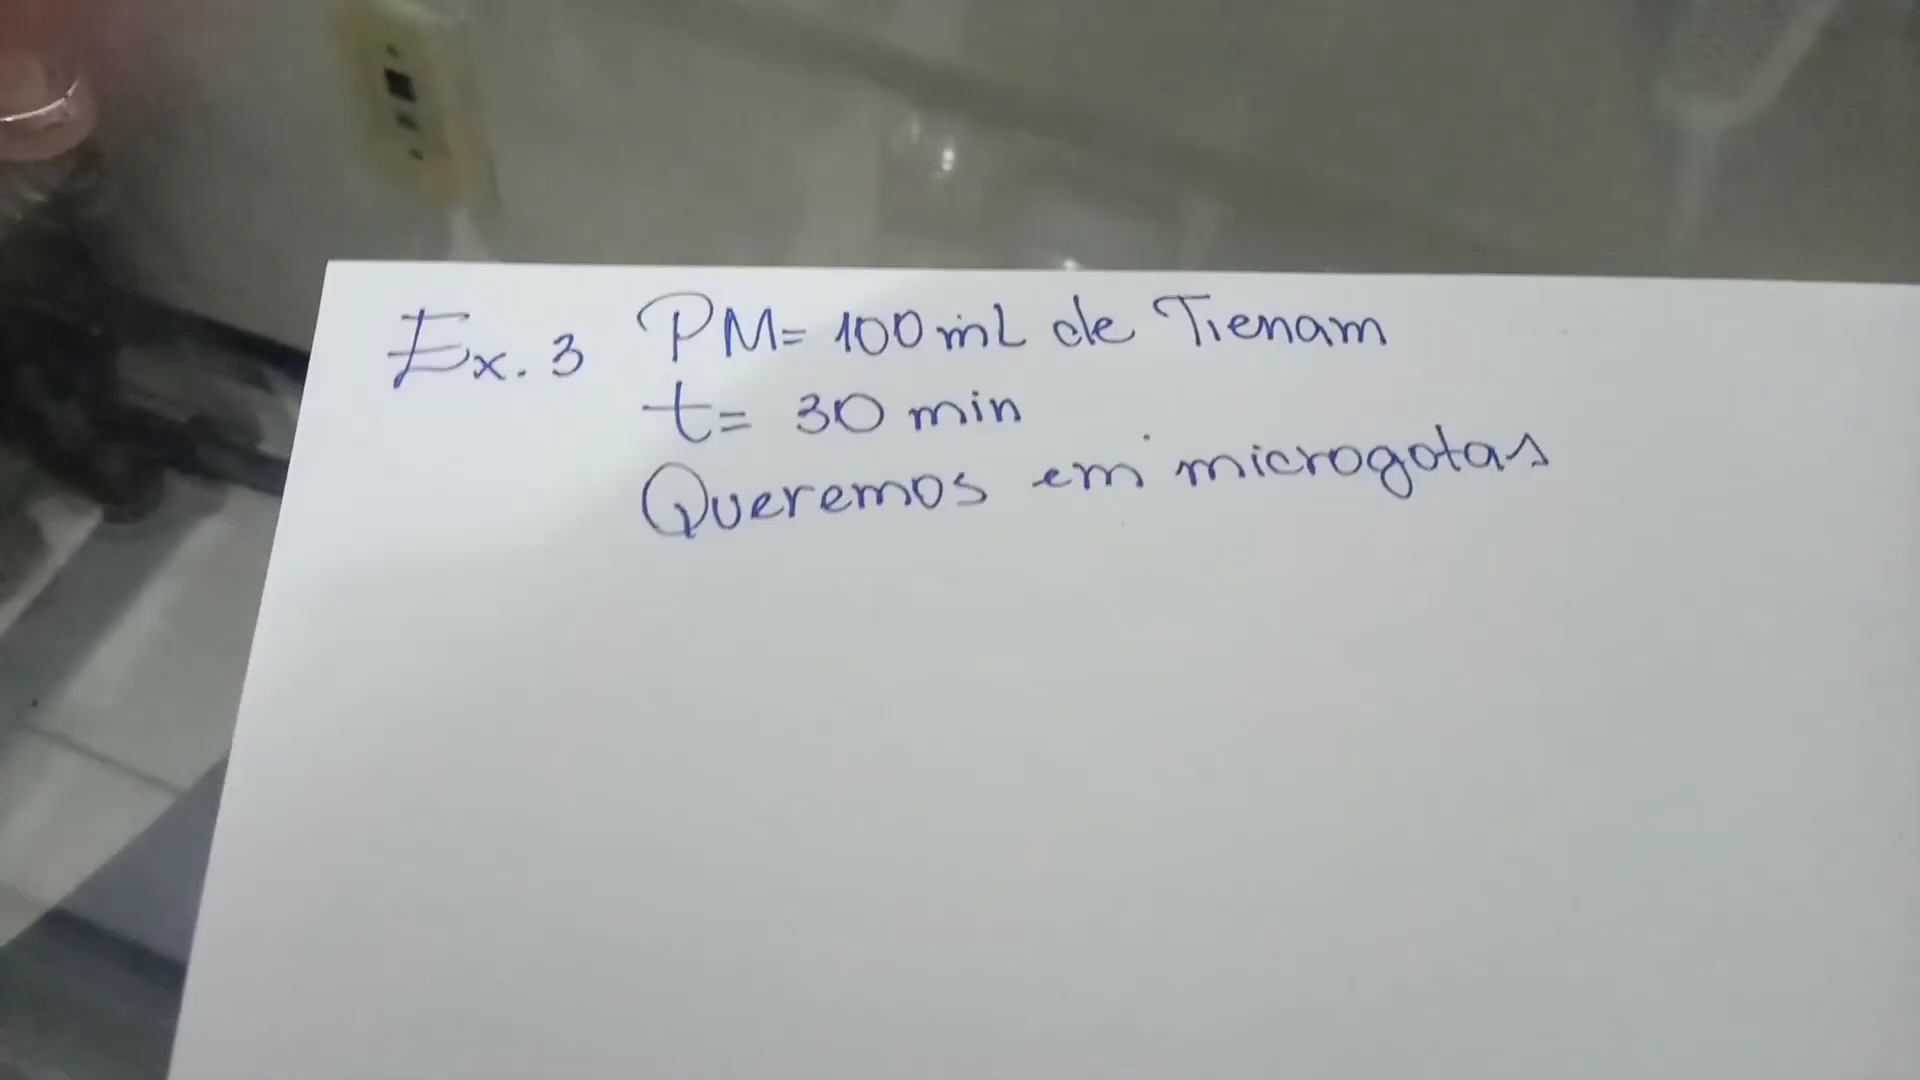 Ex. 3 PM= 100 mL de Tienam
t= 30 min
Queremos em microgotas